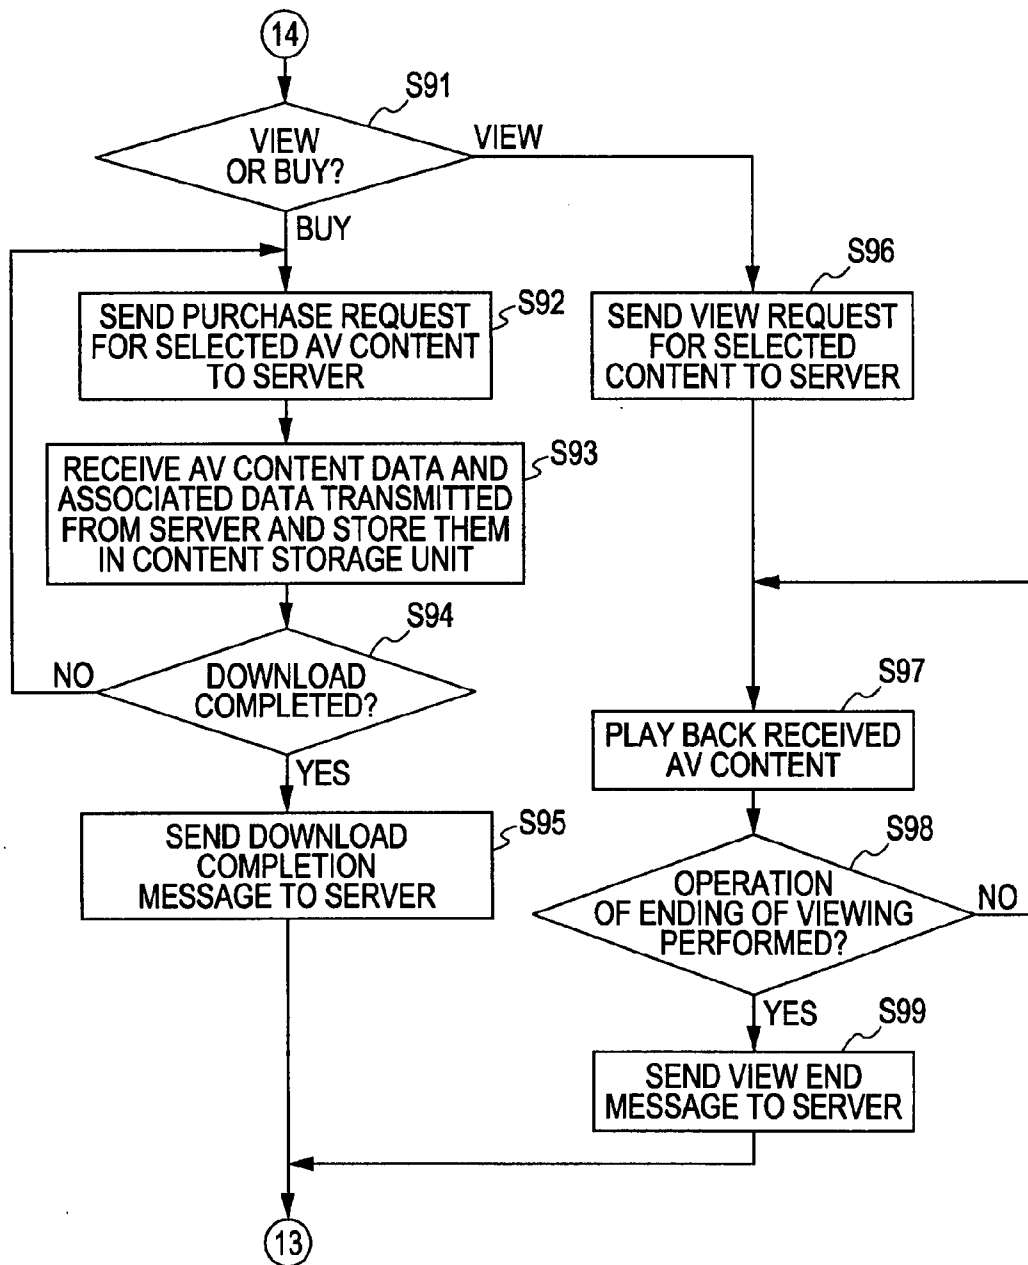 14
S91
VIEW
OR BUY?
VIEW
BUY
S92
SEND PURCHASE REQUEST
FOR SELECTED AV CONTENT
TO SERVER
S93
RECEIVE AV CONTENT DATA AND
ASSOCIATED DATA TRANSMITTED
FROM SERVER AND STORE THEM
IN CONTENT STORAGE UNIT
S94
NO
DOWNLOAD
COMPLETED?
YES
S95
SEND DOWNLOAD
COMPLETION
MESSAGE TO SERVER
S96
SEND VIEW REQUEST
FOR SELECTED
CONTENT TO SERVER
S97
PLAY BACK RECEIVED
AV CONTENT
S98
OPERATION
OF ENDING OF VIEWING
PERFORMED?
NO
YES
S99
SEND VIEW END
MESSAGE TO SERVER
13